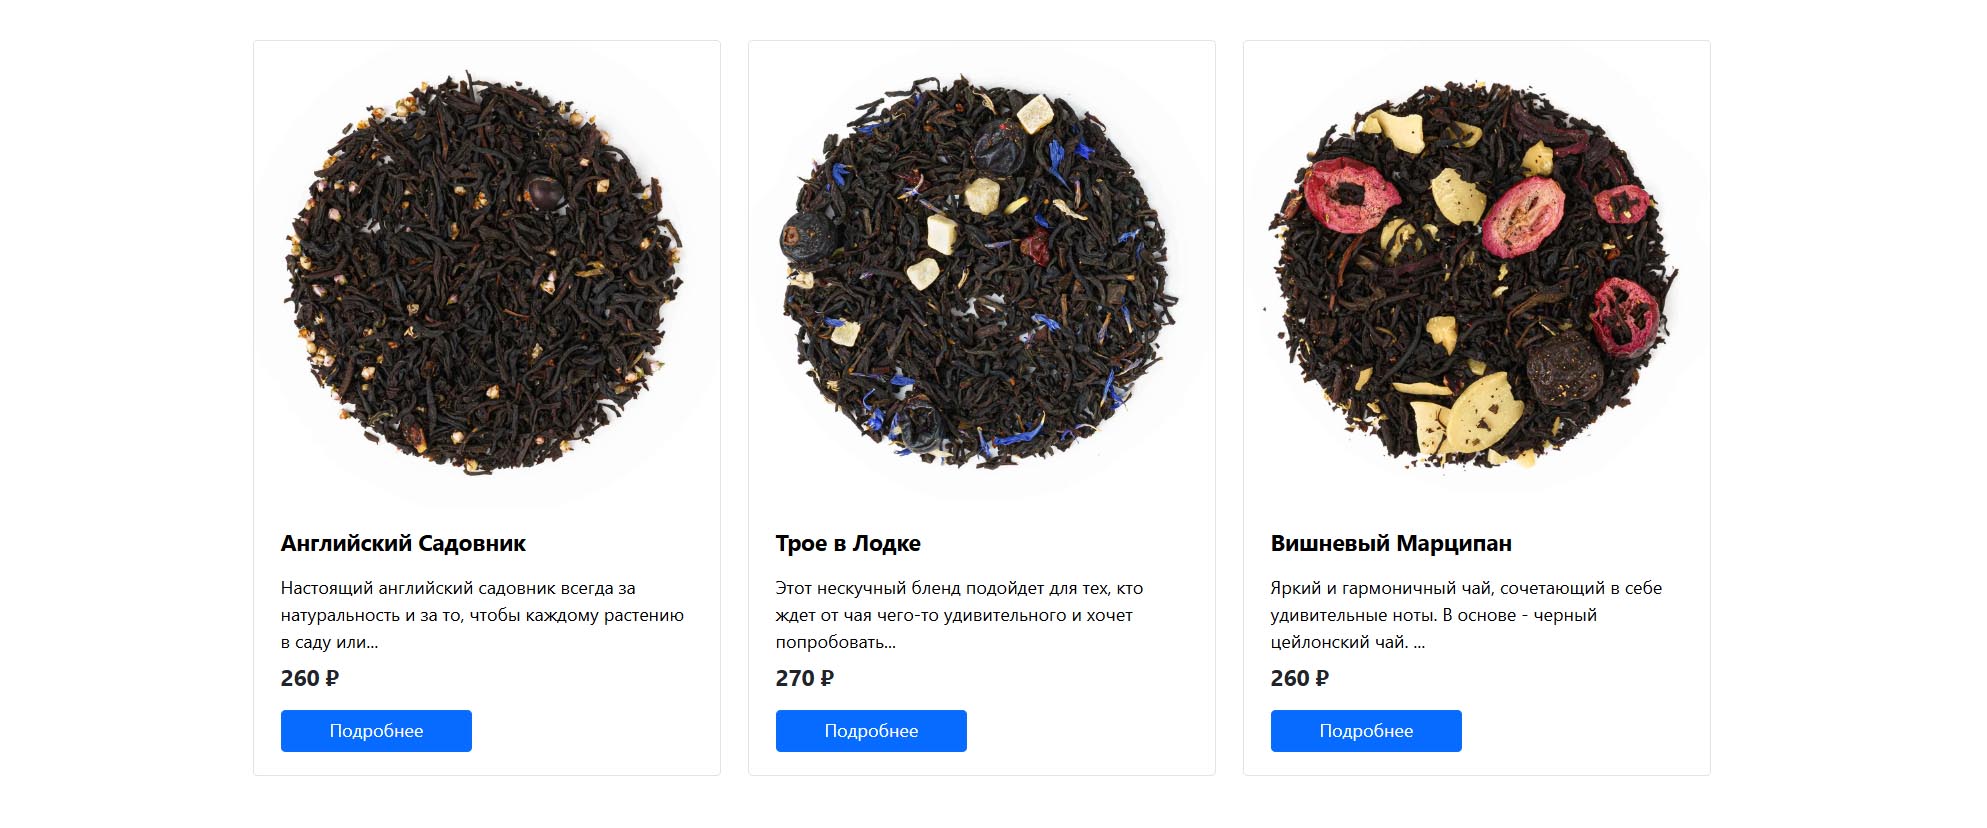 Английский Садовник
Настоящий английский садовник всегда за
натуральность и за то, чтобы каждому растению
в саду или...
260 ₽
Подробнее
Трое в Лодке
Этот нескучный бленд подойдет для тех, кто
ждет от чая чего-то удивительного и хочет
попробовать...
270 ₽
Подробнее
Вишневый Марципан
Яркий и гармоничный чай, сочетающий в себе
удивительные ноты. В основе - черный
цейлонский чай. ...
260 ₽
Подробнее